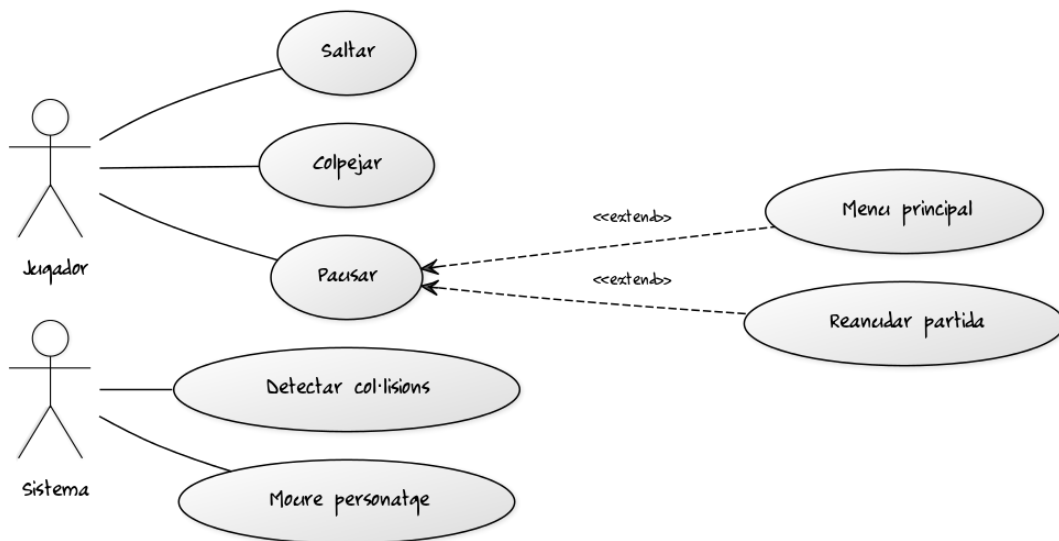 Saltar
Colpejar
Jugador
Pausar
<<extend>>
Menu principal
<<extend>>
Reanudar partida
Sistema
Detectar col·lisions
Moure personatge